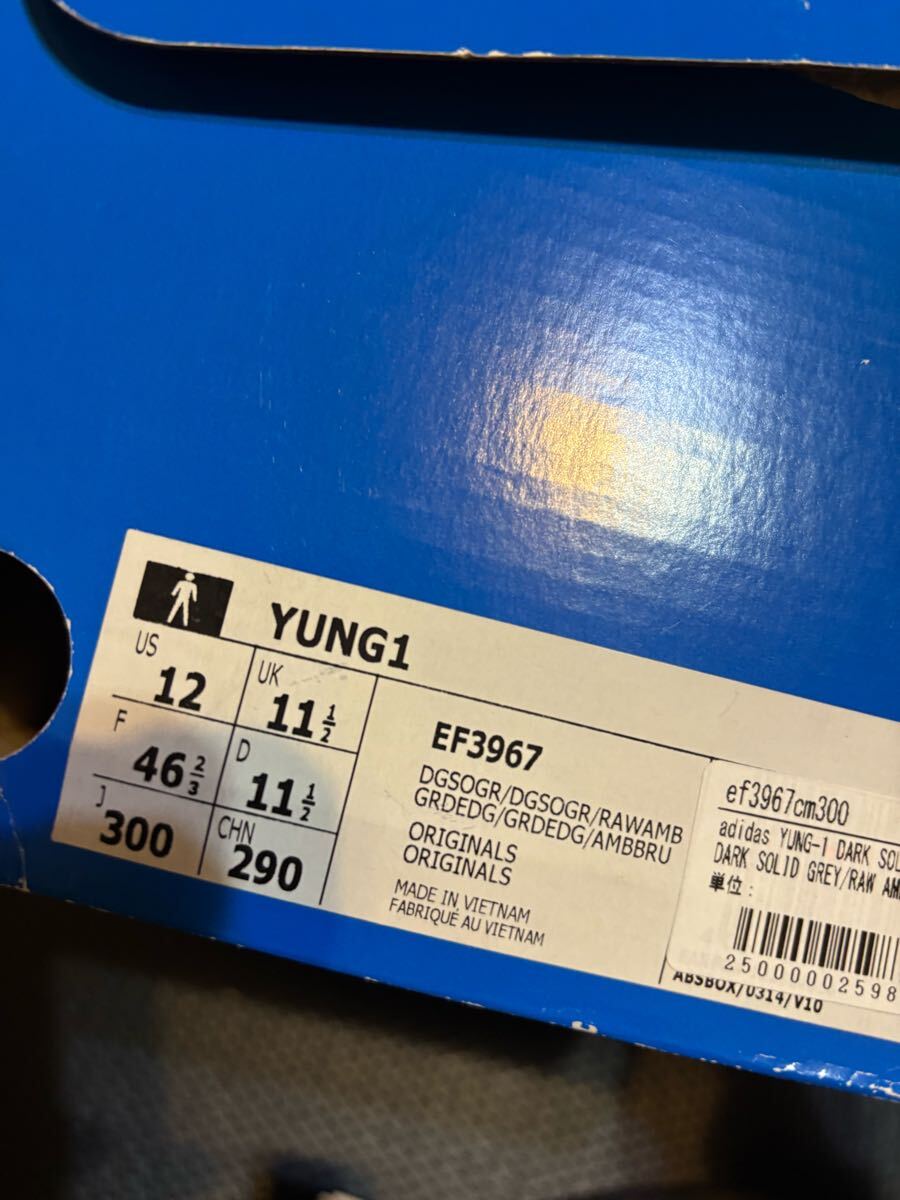 YUNG1
US
12
UK
11 1/2
F
46 2/3
D
11 1/2
J
300
CHN
290
EF3967
DGSOGR/DGSOGR/RAWAMB
GRDEDG/GRDEDG/AMBBRU
ORIGINALS
ORIGINALS
MADE IN VIETNAM
FABRIQUÉ AU VIETNAM
ef3967cm300
adidas YUNG-1 DARK SOL
DARK SOLID GREY/RAW AM
単位:
25000002598
ABSBOX/0314/V10